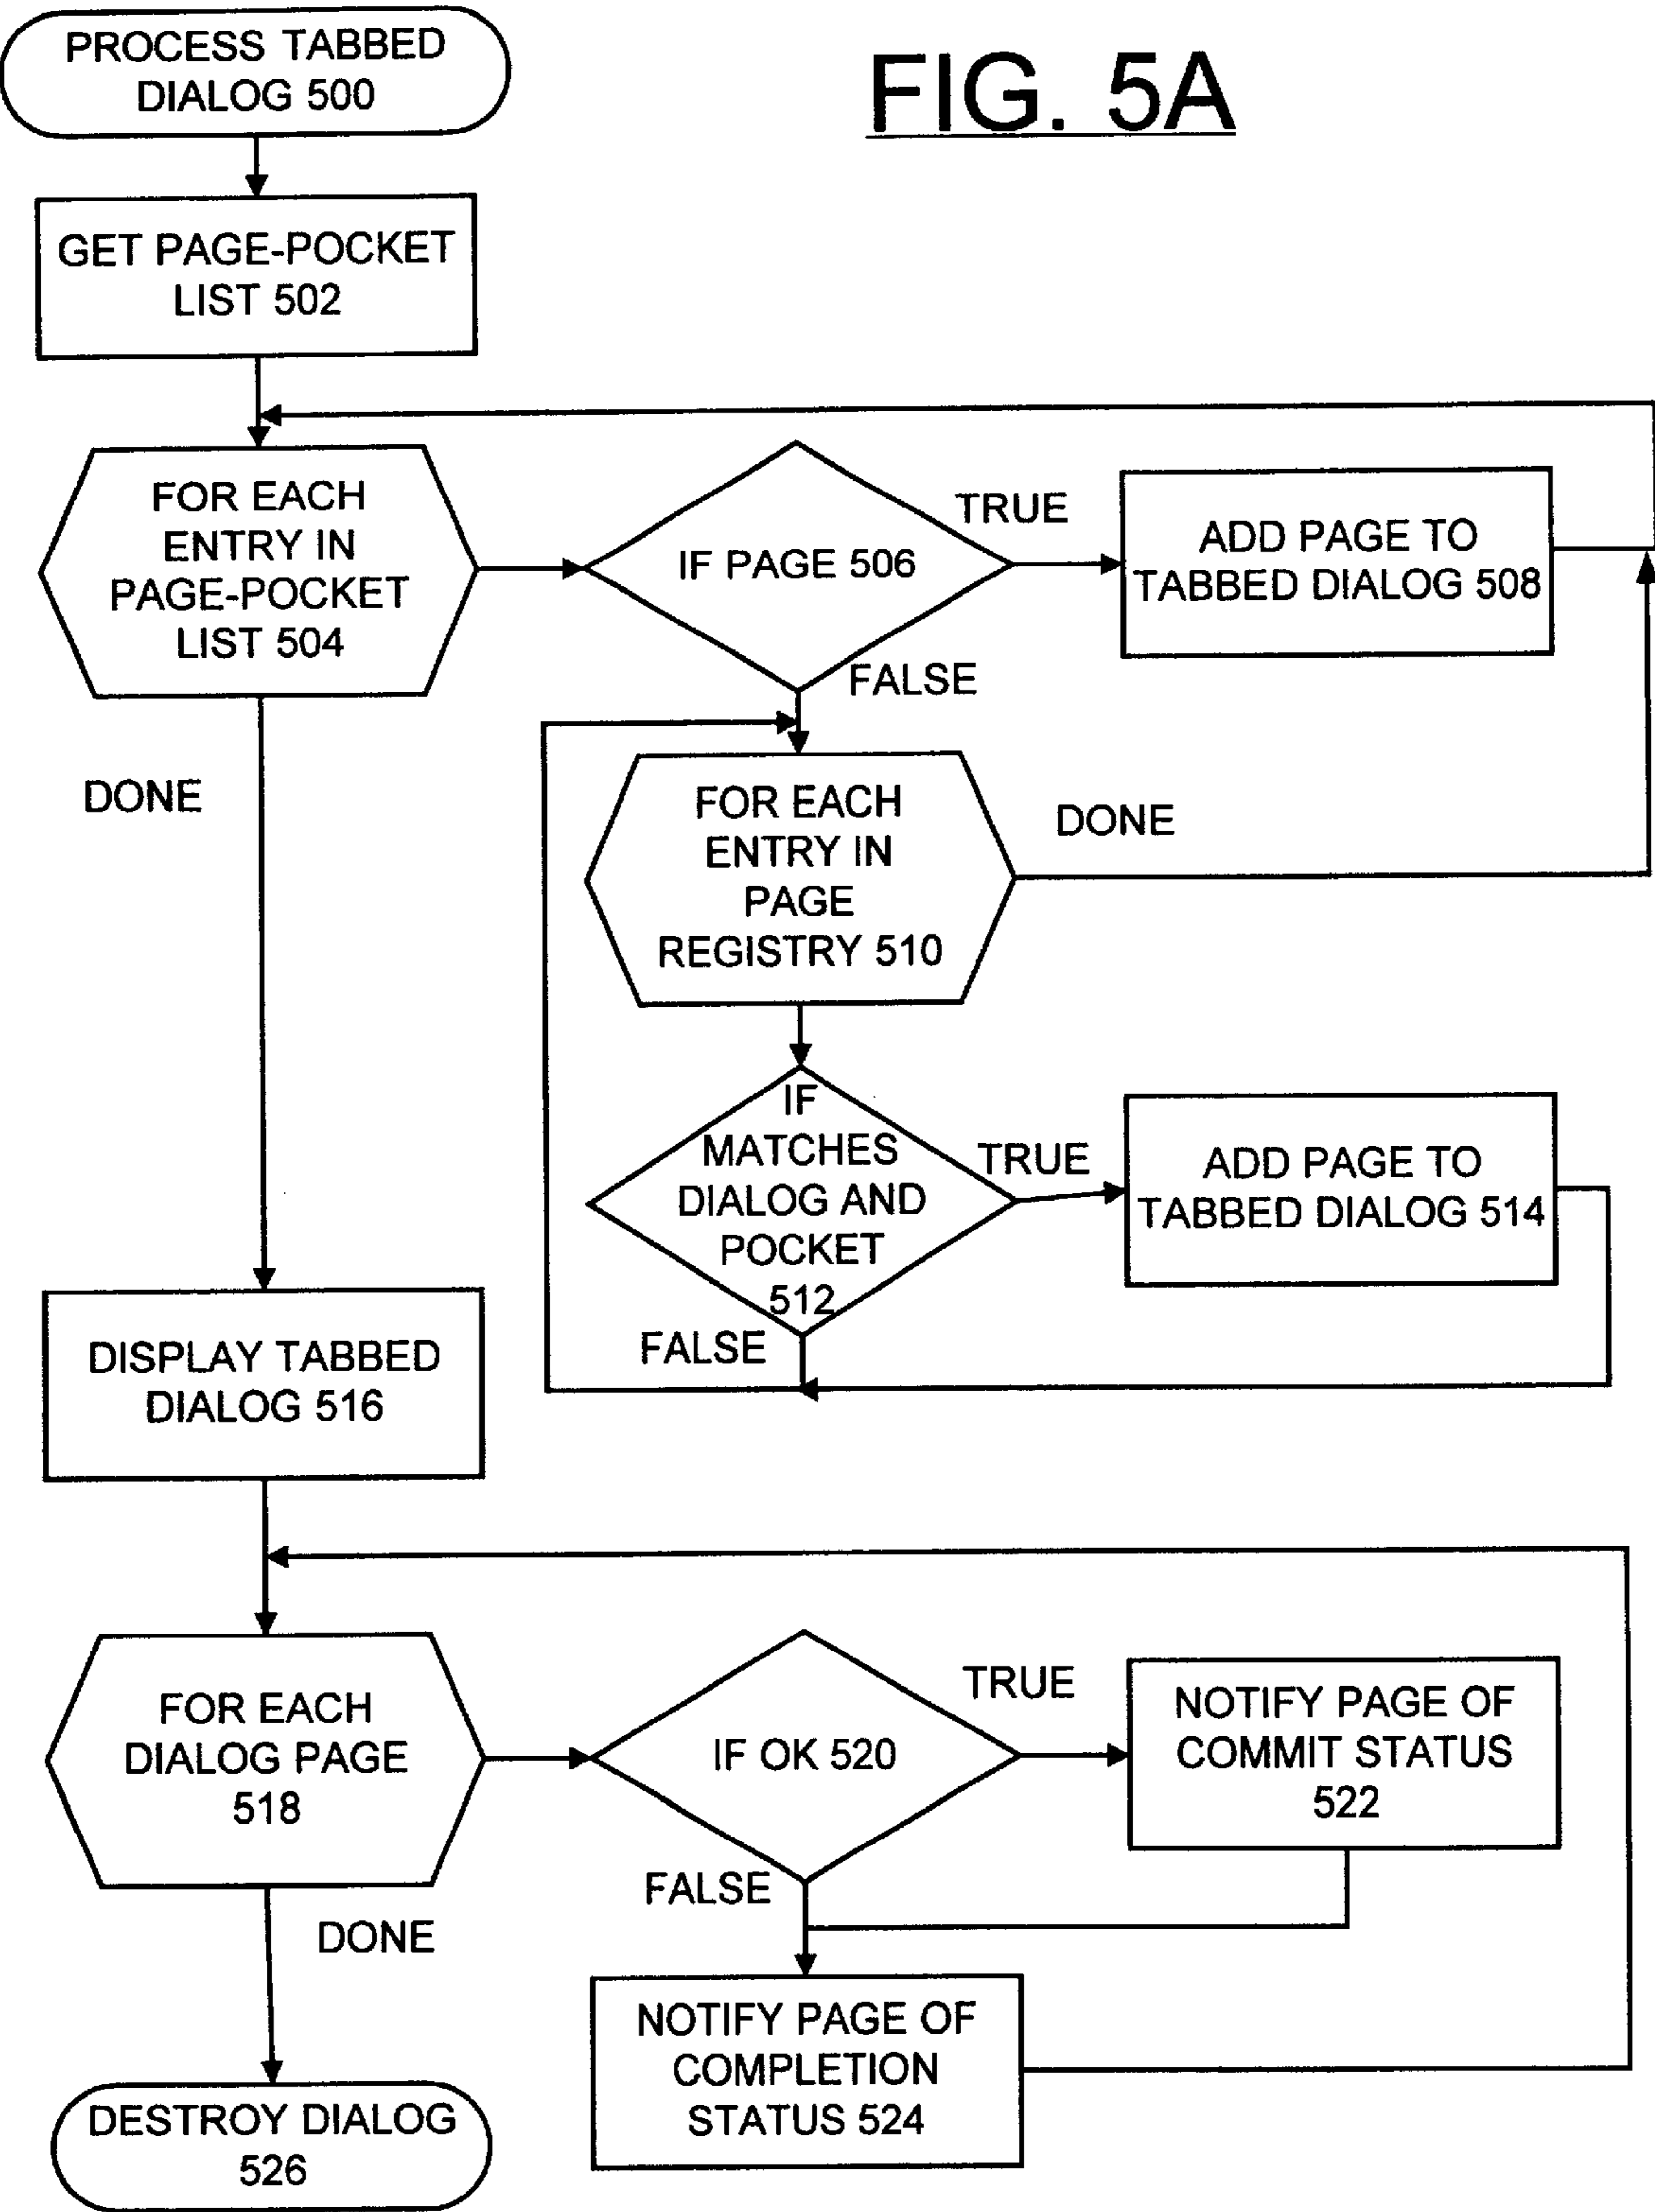 PROCESS TABBED
DIALOG 500
FIG. 5A
GET PAGE-POCKET
LIST 502
FOR EACH
ENTRY IN
PAGE-POCKET
LIST 504
IF PAGE 506
TRUE
ADD PAGE TO
TABBED DIALOG 508
FALSE
DONE
FOR EACH
ENTRY IN
PAGE
REGISTRY 510
DONE
IF
MATCHES
DIALOG AND
POCKET
512
TRUE
ADD PAGE TO
TABBED DIALOG 514
FALSE
DISPLAY TABBED
DIALOG 516
FOR EACH
DIALOG PAGE
518
IF OK 520
TRUE
NOTIFY PAGE OF
COMMIT STATUS
522
FALSE
DONE
NOTIFY PAGE OF
COMPLETION
STATUS 524
DESTROY DIALOG
526